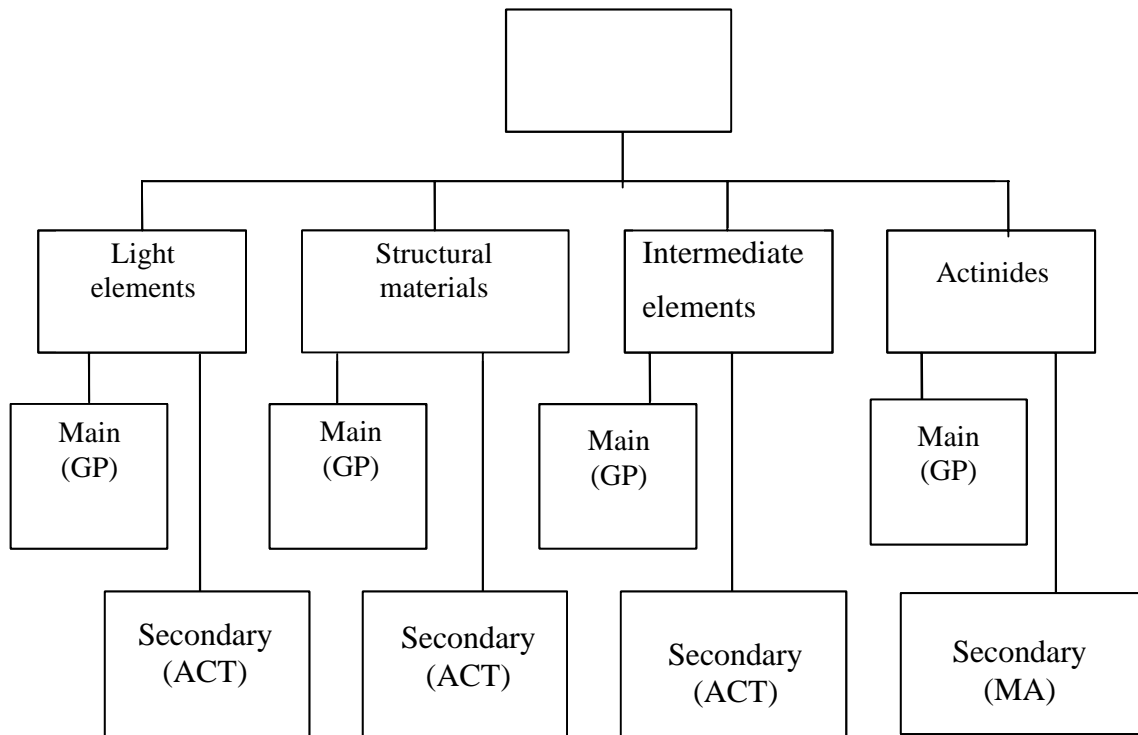 Light
elements
Structural
materials
Intermediate
elements
Actinides
Main
(GP)
Main
(GP)
Main
(GP)
Main
(GP)
Secondary
(ACT)
Secondary
(ACT)
Secondary
(ACT)
Secondary
(MA)